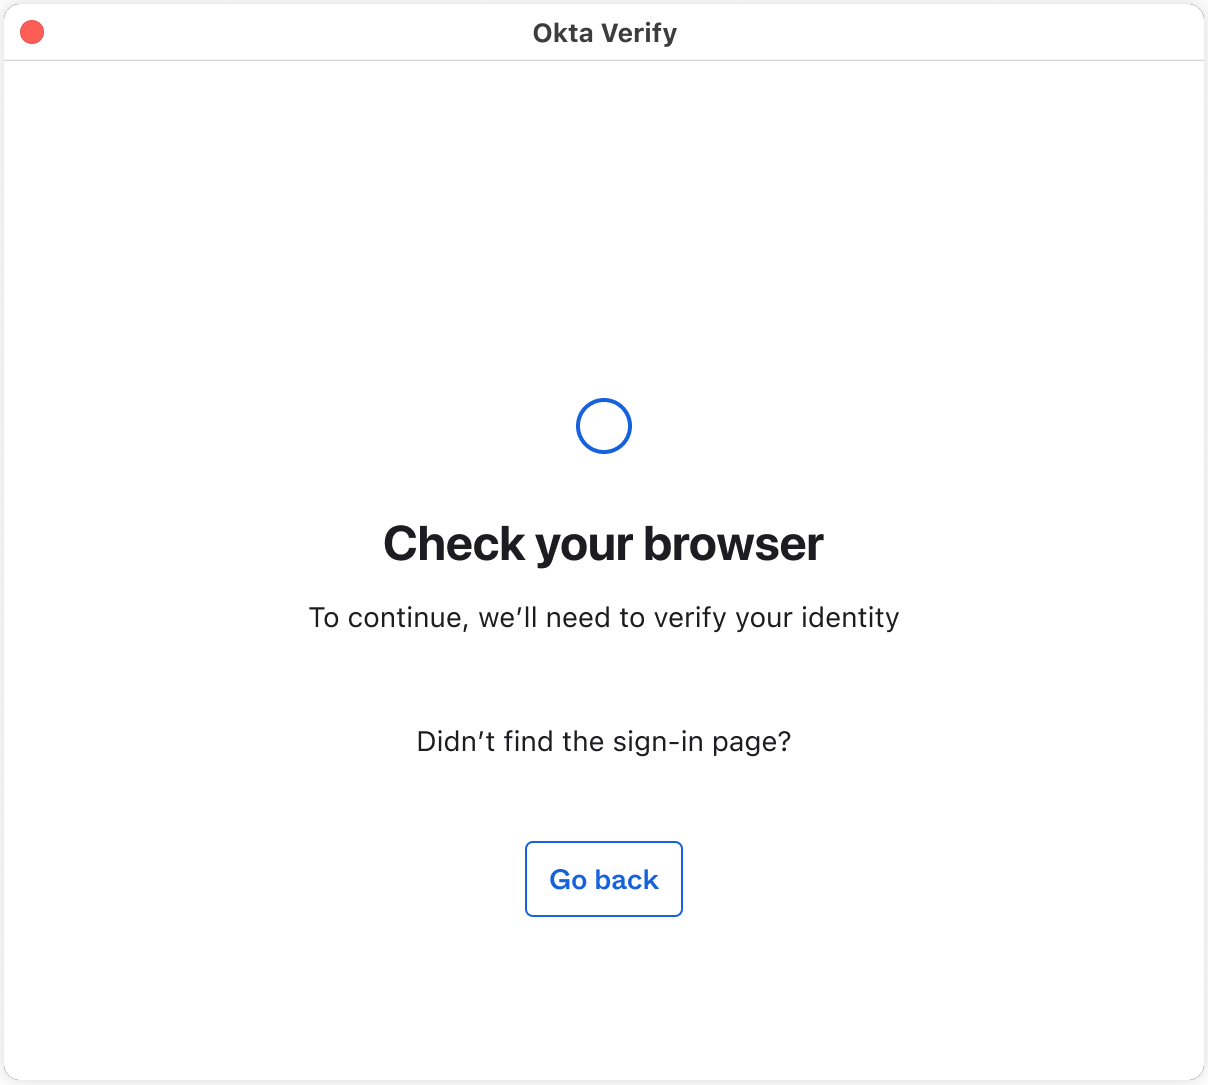 Okta Verify
Check your browser
To continue, we’ll need to verify your identity
Didn’t find the sign-in page?
Go back